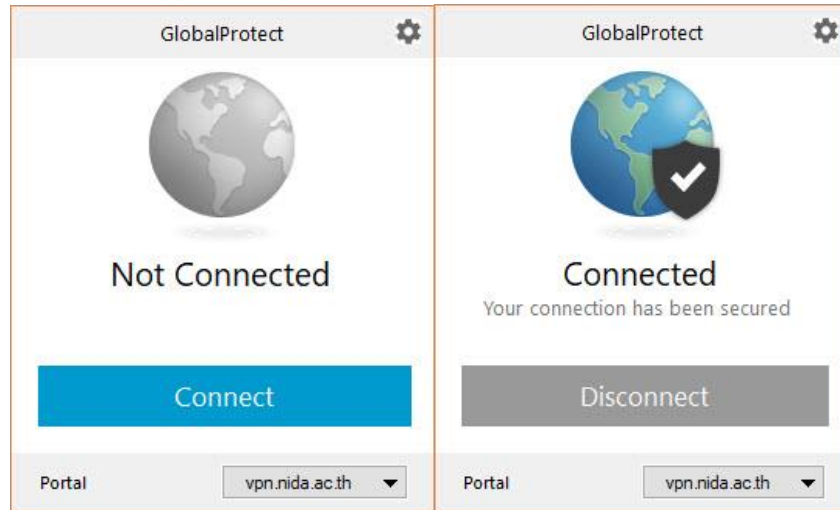 GlobalProtect
Not Connected
Connect
Portal vpn.nida.ac.th
GlobalProtect
Connected
Your connection has been secured
Disconnect
Portal vpn.nida.ac.th